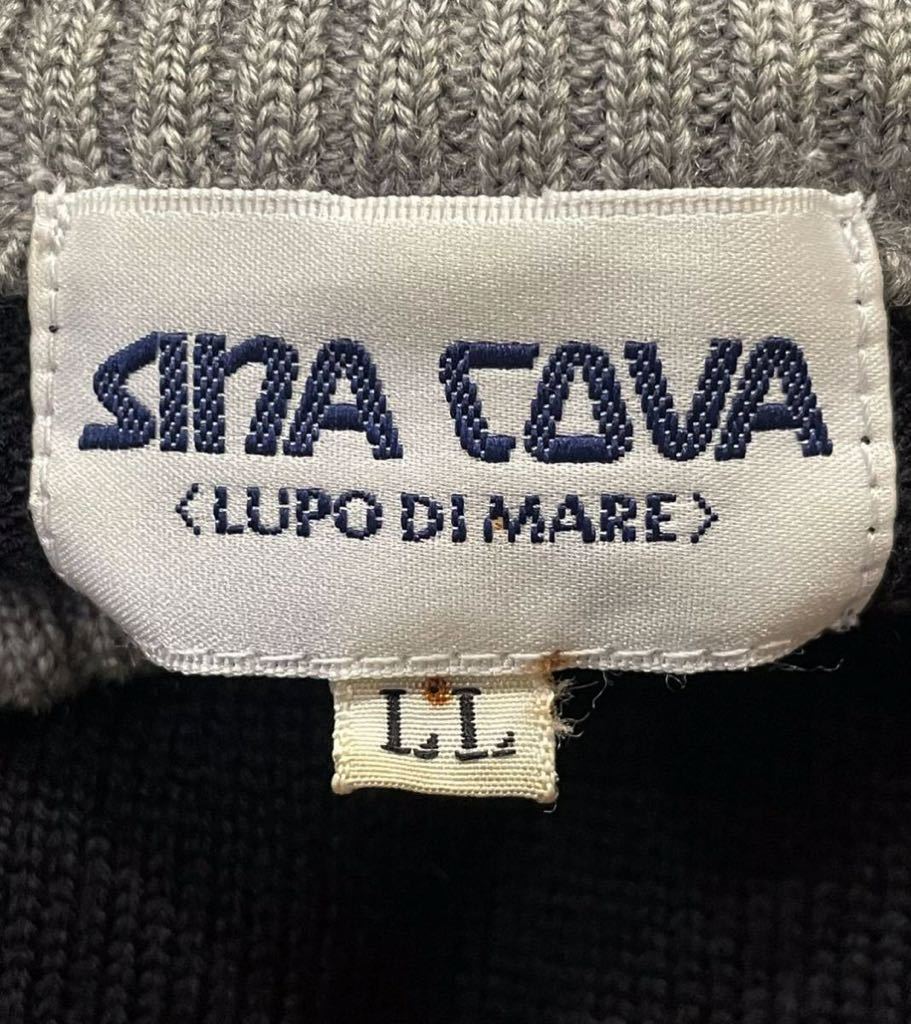 SINA COVA
<LUPO DI MARE>
LL